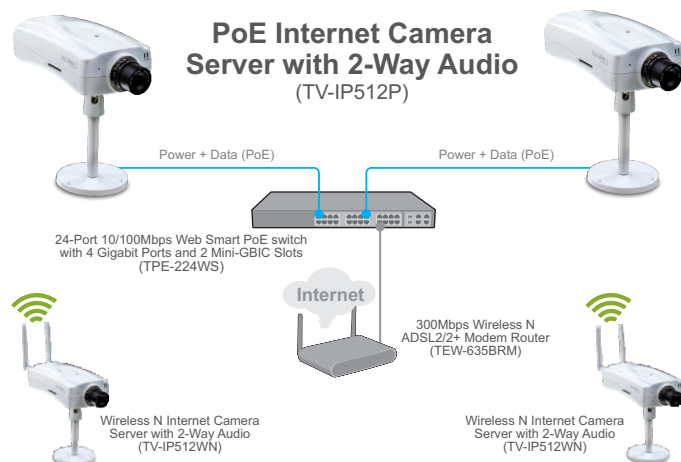 PoE Internet Camera
Server with 2-Way Audio
(TV-IP512P)
Power + Data (PoE)
Power + Data (PoE)
24-Port 10/100Mbps Web Smart PoE switch
with 4 Gigabit Ports and 2 Mini-GBIC Slots
(TPE-224WS)
Internet
300Mbps Wireless N
ADSL2/2+ Modem Router
(TEW-635BRM)
Wireless N Internet Camera
Server with 2-Way Audio
(TV-IP512WN)
Wireless N Internet Camera
Server with 2-Way Audio
(TV-IP512WN)